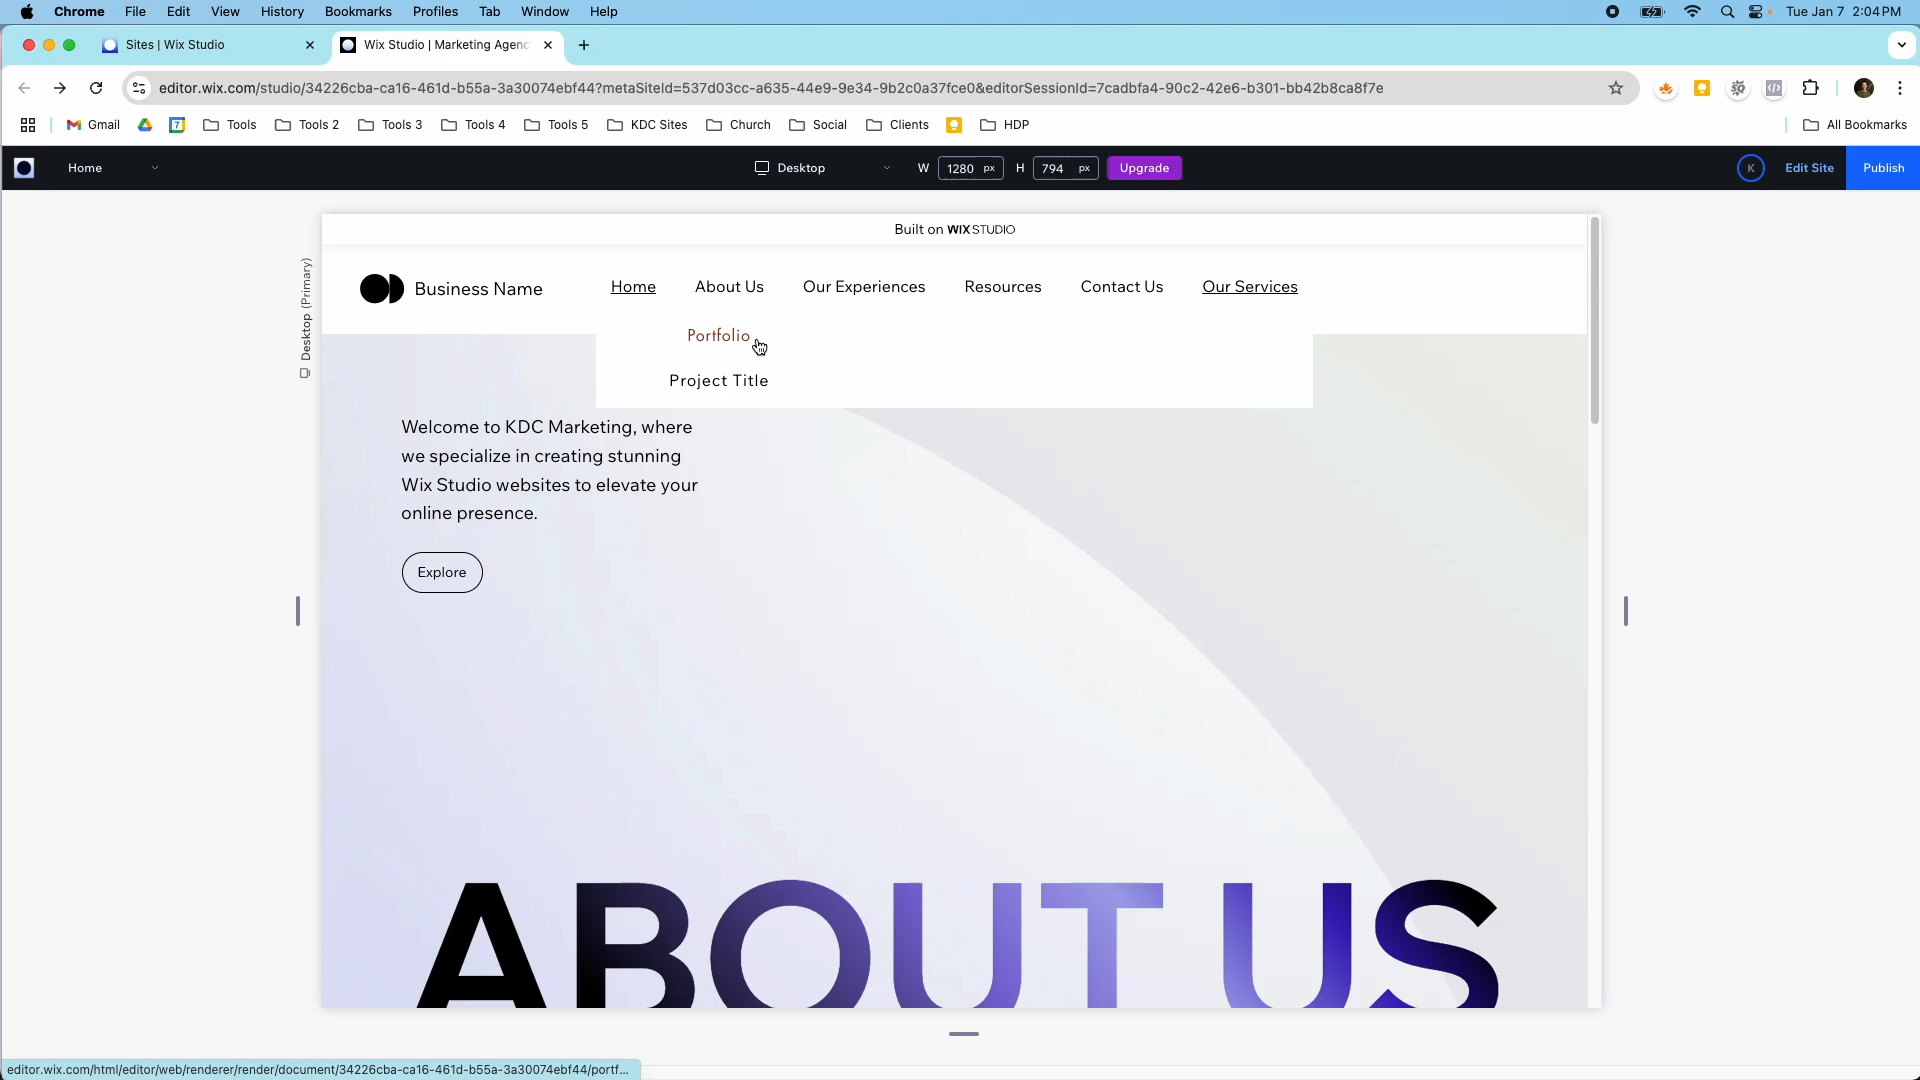 Chrome File Edit View History Bookmarks Profiles Tab Window Help Tue Jan 7 2:04 PM
Sites | Wix Studio Wix Studio | Marketing Agenc
editor.wix.com/studio/34226cba-ca16-461d-b55a-3a30074ebf44?metaSiteId=537d03cc-a635-44e9-9e34-9b2c0a37fce0&editorSessionId=7cadbfa4-90c2-42e6-b301-bb42b8ca8f7e
Gmail 7 Tools Tools 2 Tools 3 Tools 4 Tools 5 KDC Sites Church Social Clients HDP All Bookmarks
Home Desktop W 1280 px H 794 px Upgrade K Edit Site Publish
Built on WIX STUDIO
Desktop (Primary)
Business Name Home About Us Our Experiences Resources Contact Us Our Services
Portfolio
Project Title
Welcome to KDC Marketing, where
we specialize in creating stunning
Wix Studio websites to elevate your
online presence.
Explore
ABOUT US
editor.wix.com/html/editor/web/renderer/render/document/34226cba-ca16-461d-b55a-3a30074ebf44/portf...